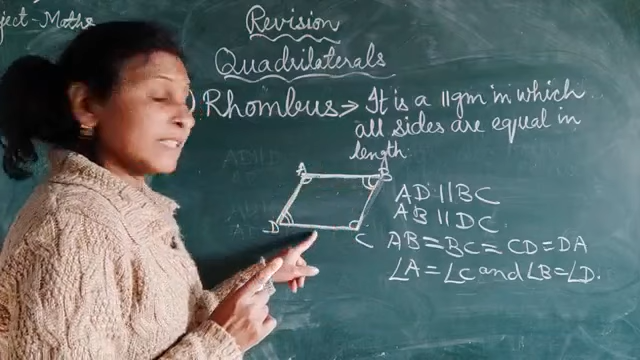 ject-Maths
Revision
Quadrilaterals
) Rhombus → It is a ||gm in which
all sides are equal in
length.
A B
D C
AD || BC
AB || DC
AB = BC = CD = DA
∠A = ∠C and ∠B = ∠D.